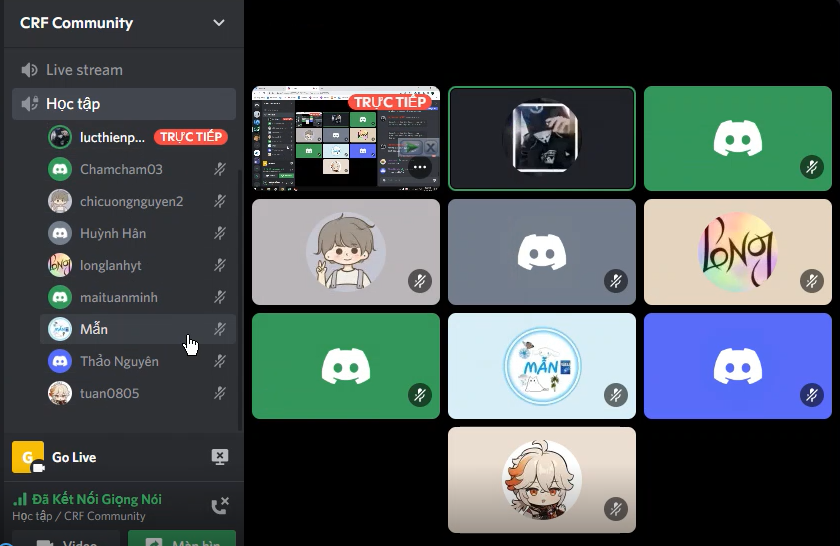 CRF Community
Live stream
Học tập
lucthienp... TRỰC TIẾP
Chamcham03
chicuongnguyen2
Huỳnh Hân
longlanhyt
maituanminh
Mẫn
Thảo Nguyên
tuan0805
G Go Live
Đã Kết Nối Giọng Nói
Học tập / CRF Community
Video
Màn hìn
TRỰC TIẾP
LONG
MẪN